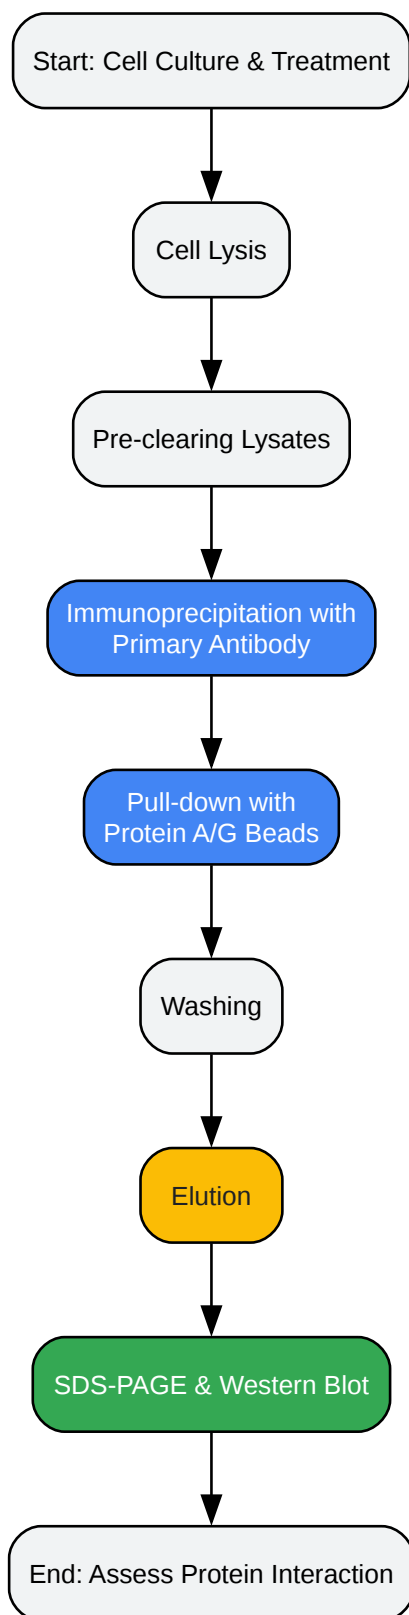 Start: Cell Culture & Treatment
Cell Lysis
Pre-clearing Lysates
Immunoprecipitation with
Primary Antibody
Pull-down with
Protein A/G Beads
Washing
Elution
SDS-PAGE & Western Blot
End: Assess Protein Interaction